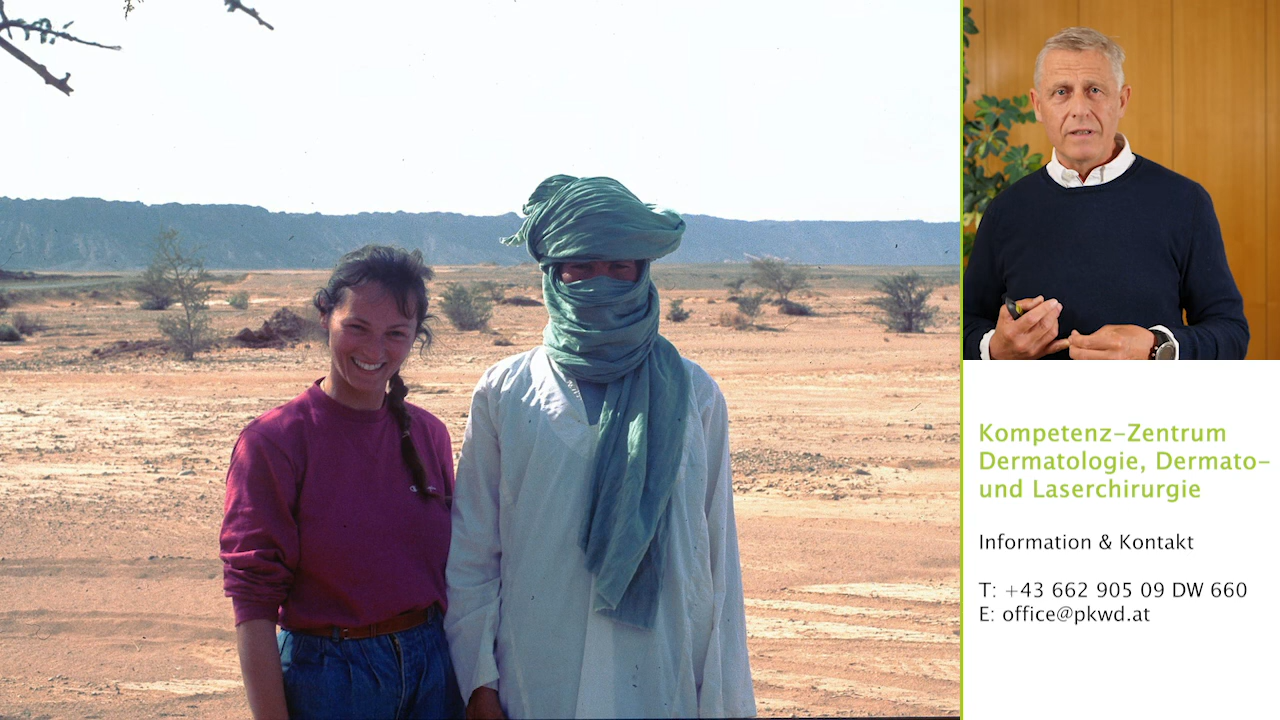 Kompetenz-Zentrum
Dermatologie, Dermato-
und Laserchirurgie
Information & Kontakt
T: +43 662 905 09 DW 660
E: office@pkwd.at